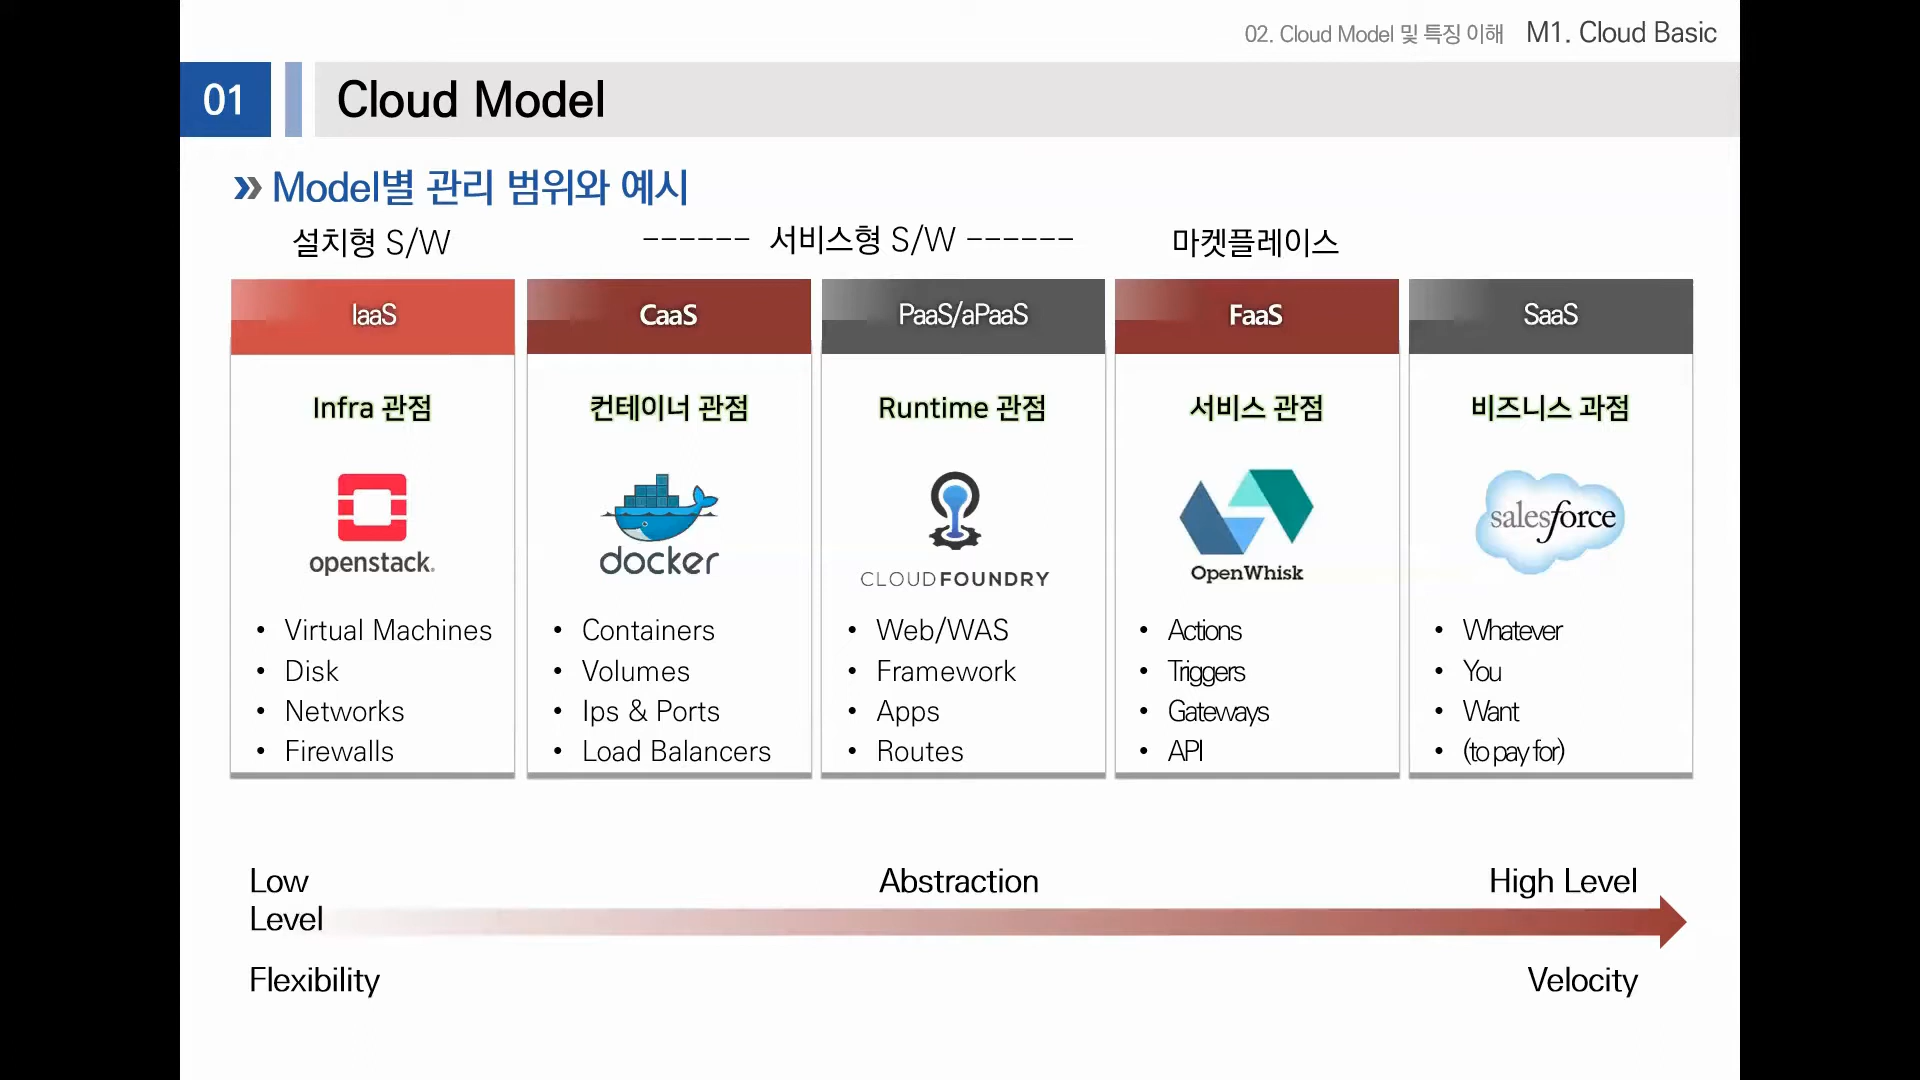 02. Cloud Model 및 특징 이해 M1. Cloud Basic
01 Cloud Model
Model별 관리 범위와 예시
설치형 S/W ------ 서비스형 S/W ------ 마켓플레이스
IaaS
Infra 관점
openstack.
• Virtual Machines
• Disk
• Networks
• Firewalls
CaaS
컨테이너 관점
docker
• Containers
• Volumes
• Ips & Ports
• Load Balancers
PaaS/aPaaS
Runtime 관점
CLOUDFOUNDRY
• Web/WAS
• Framework
• Apps
• Routes
FaaS
서비스 관점
OpenWhisk
• Actions
• Triggers
• Gateways
• API
SaaS
비즈니스 과점
salesforce
• Whatever
• You
• Want
• (to pay for)
Low
Level
Abstraction
High Level
Flexibility
Velocity